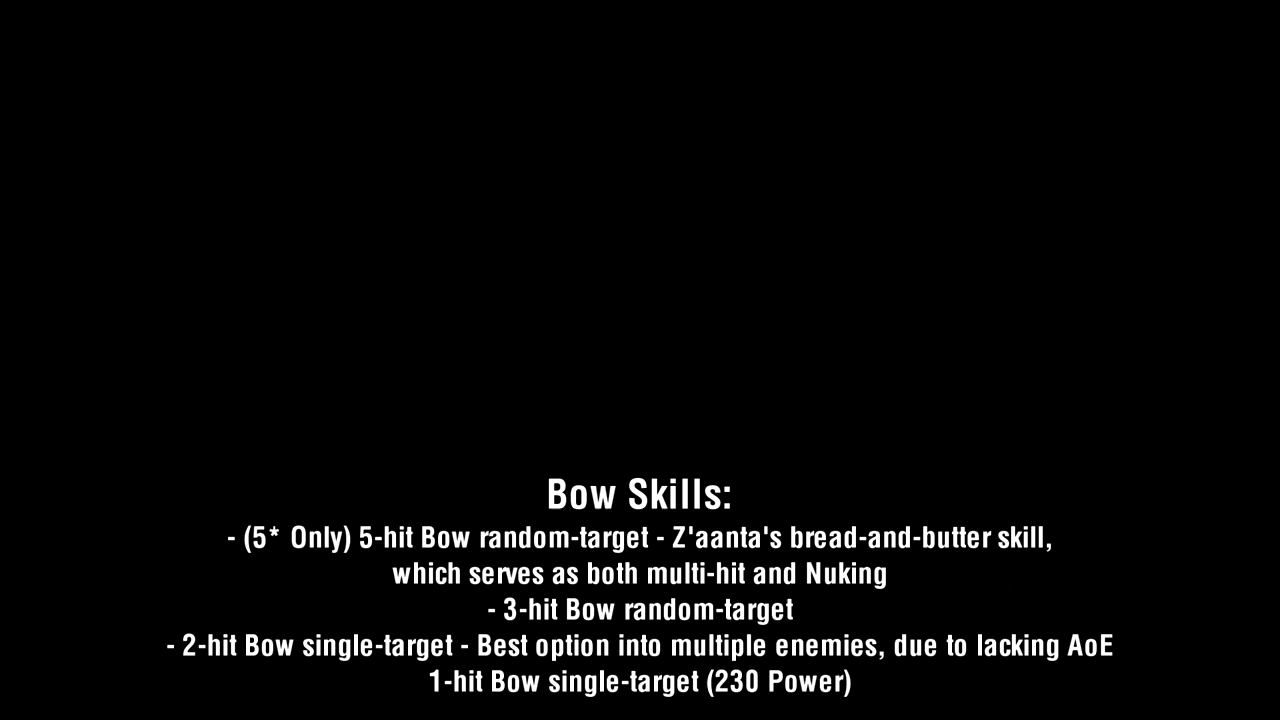 Bow Skills:
- (5* Only) 5-hit Bow random-target - Z'aanta's bread-and-butter skill,
which serves as both multi-hit and Nuking
- 3-hit Bow random-target
- 2-hit Bow single-target - Best option into multiple enemies, due to lacking AoE
1-hit Bow single-target (230 Power)